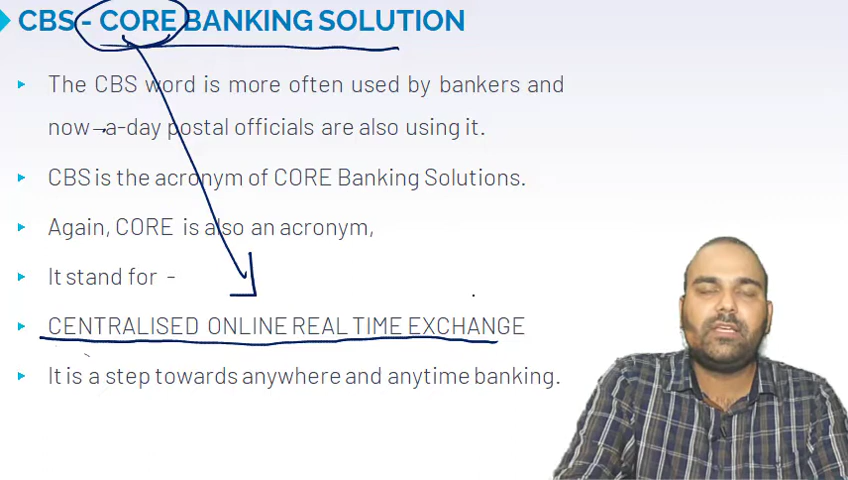 CBS - CORE BANKING SOLUTION
The CBS word is more often used by bankers and
now-a-day postal officials are also using it.
CBS is the acronym of CORE Banking Solutions.
Again, CORE is also an acronym,
It stand for -
CENTRALISED ONLINE REAL TIME EXCHANGE
It is a step towards anywhere and anytime banking.